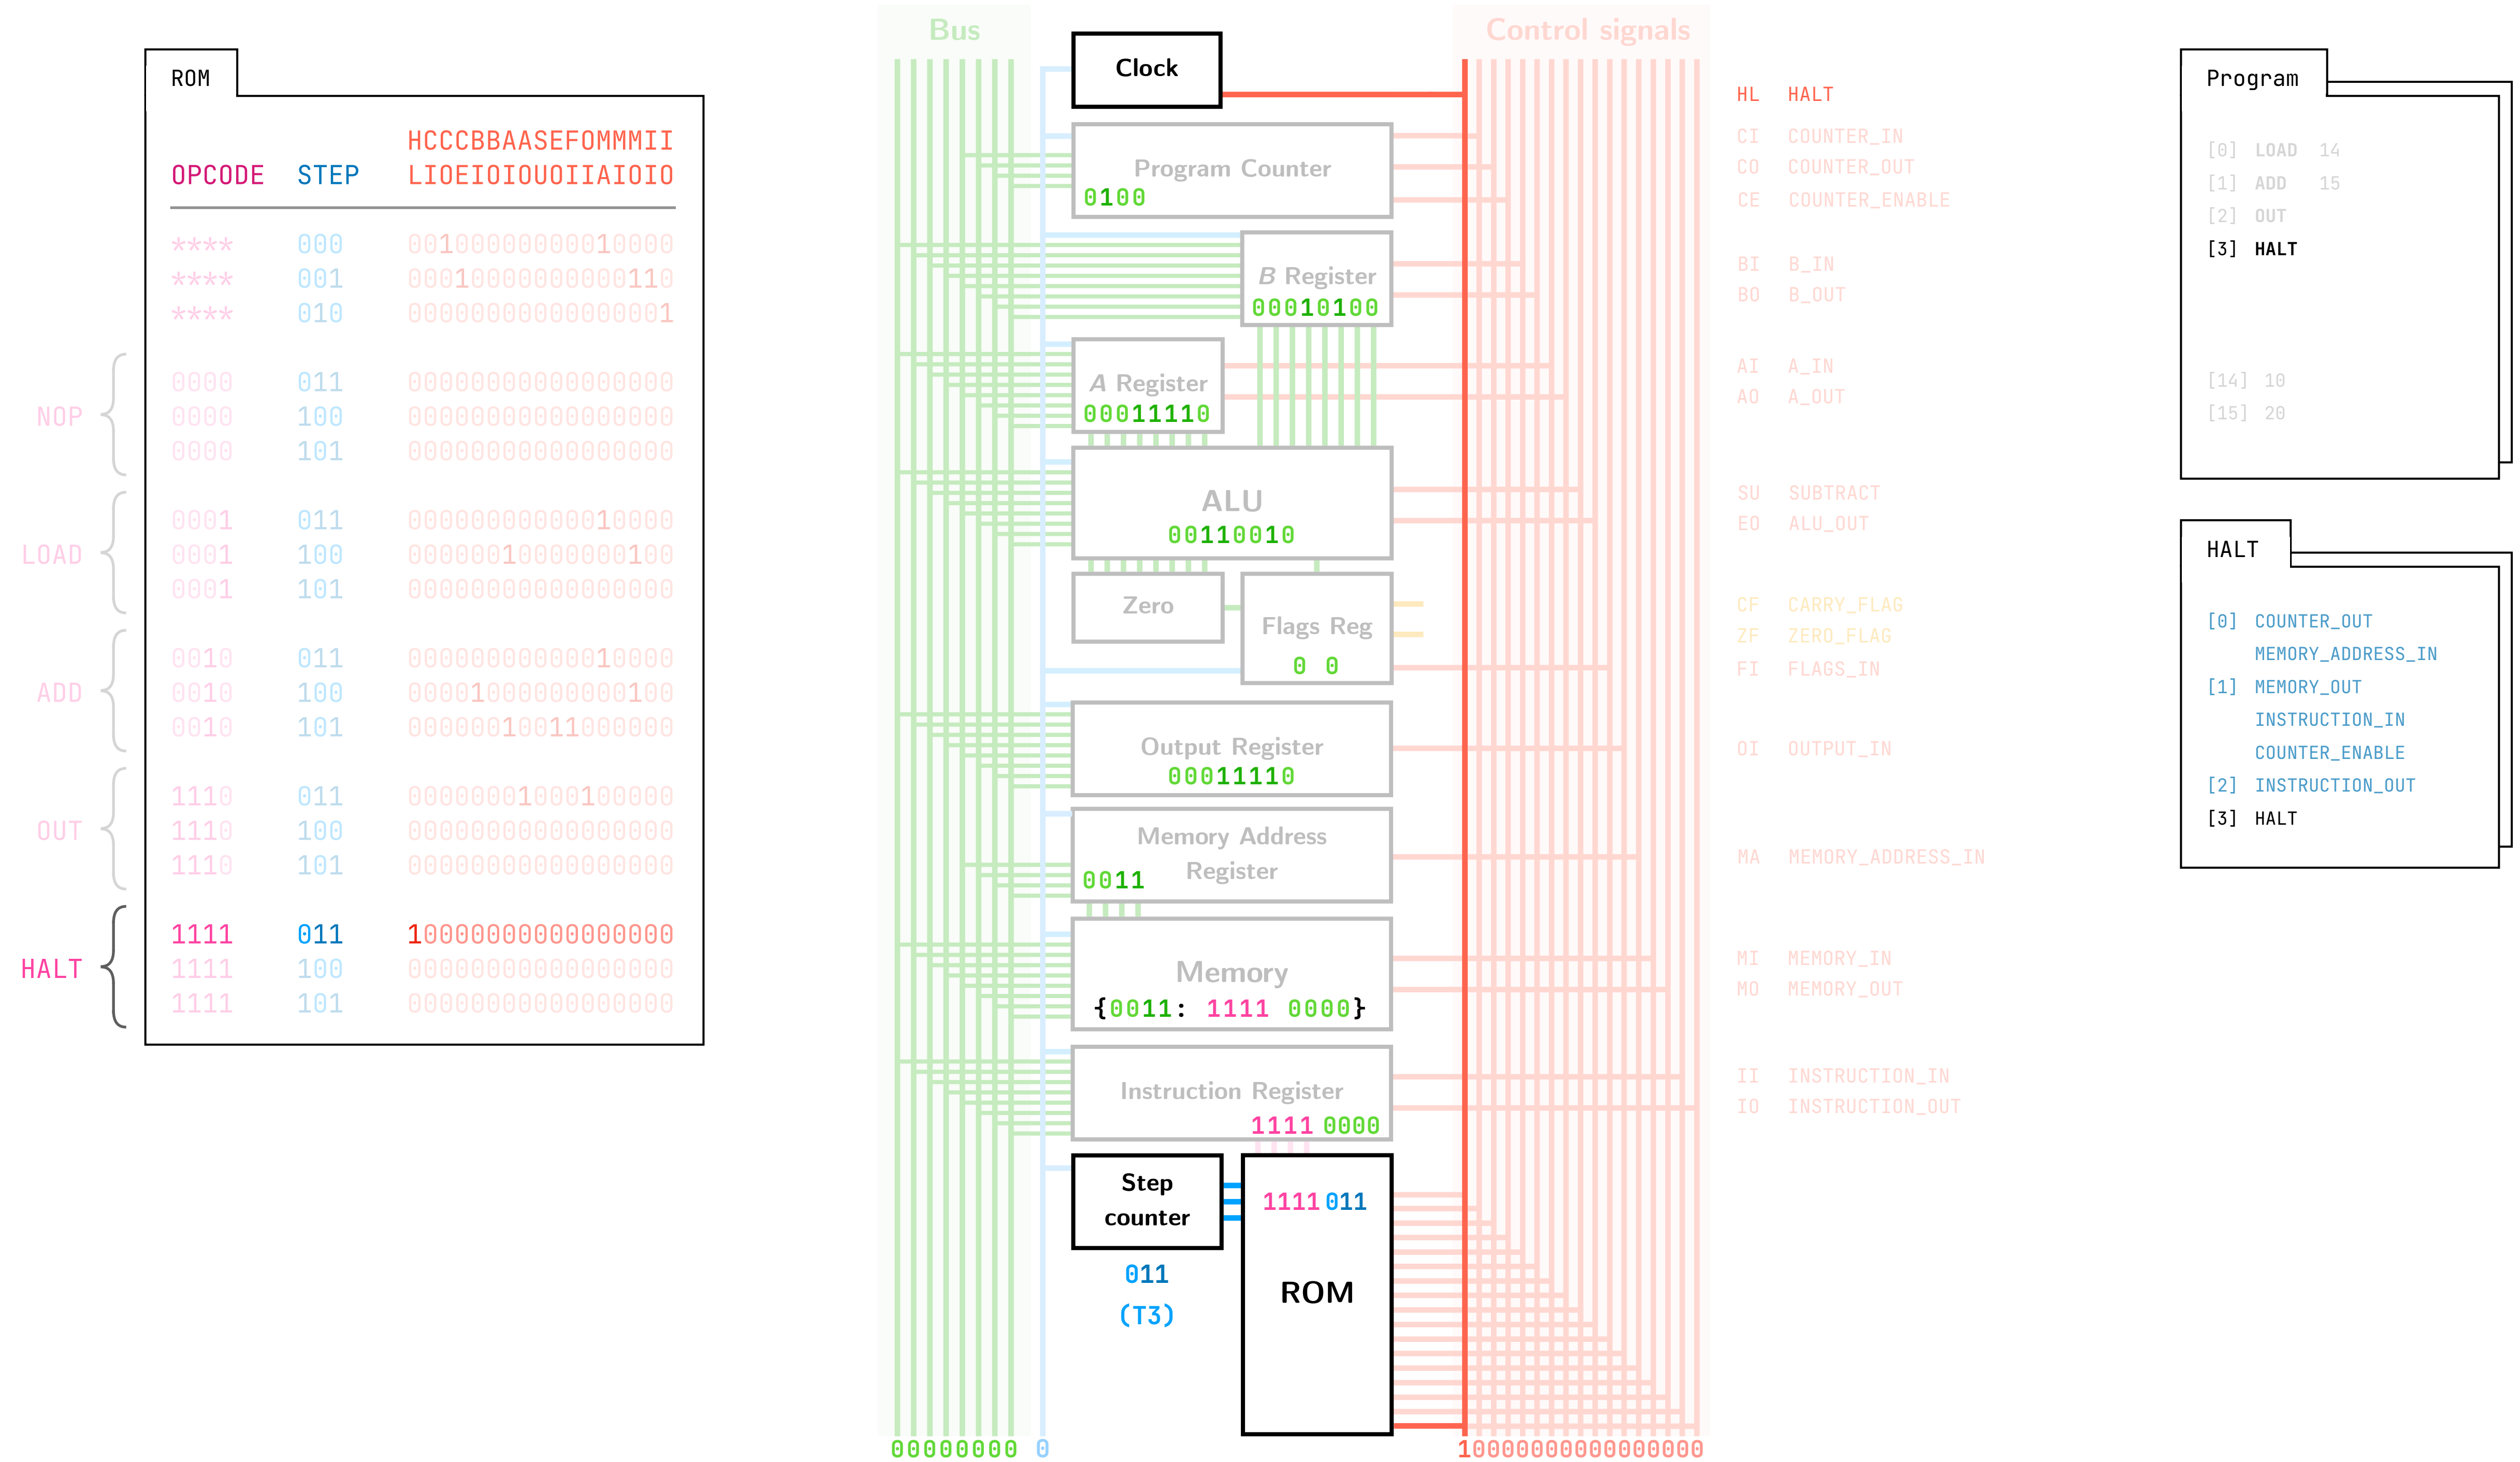 ROM
HCCCBBAASEFOMMMII
OPCODE STEP LIOEIOIOUOIIAIOIO
**** 000 00100000000010000
**** 001 00010000000000110
**** 010 00000000000000001
NOP
0000 011 00000000000000000
0000 100 00000000000000000
0000 101 00000000000000000
LOAD
0001 011 00000000000010000
0001 100 00000010000000100
0001 101 00000000000000000
ADD
0010 011 00000000000010000
0010 100 00001000000000100
0010 101 00000010011000000
OUT
1110 011 00000001000100000
1110 100 00000000000000000
1110 101 00000000000000000
HALT
1111 011 10000000000000000
1111 100 00000000000000000
1111 101 00000000000000000
Bus
Control signals
Clock
Program Counter
0100
B Register
00010100
A Register
00011110
ALU
00110010
Zero
Flags Reg
0 0
Output Register
00011110
Memory Address
Register
0011
Memory
{0011: 1111 0000}
Instruction Register
1111 0000
Step
counter
011
(T3)
1111 011
ROM
00000000 0
10000000000000000
HL HALT
CI COUNTER_IN
CO COUNTER_OUT
CE COUNTER_ENABLE
BI B_IN
BO B_OUT
AI A_IN
AO A_OUT
SU SUBTRACT
EO ALU_OUT
CF CARRY_FLAG
ZF ZERO_FLAG
FI FLAGS_IN
OI OUTPUT_IN
MA MEMORY_ADDRESS_IN
MI MEMORY_IN
MO MEMORY_OUT
II INSTRUCTION_IN
IO INSTRUCTION_OUT
Program
[0] LOAD 14
[1] ADD 15
[2] OUT
[3] HALT
[14] 10
[15] 20
HALT
[0] COUNTER_OUT
MEMORY_ADDRESS_IN
[1] MEMORY_OUT
INSTRUCTION_IN
COUNTER_ENABLE
[2] INSTRUCTION_OUT
[3] HALT